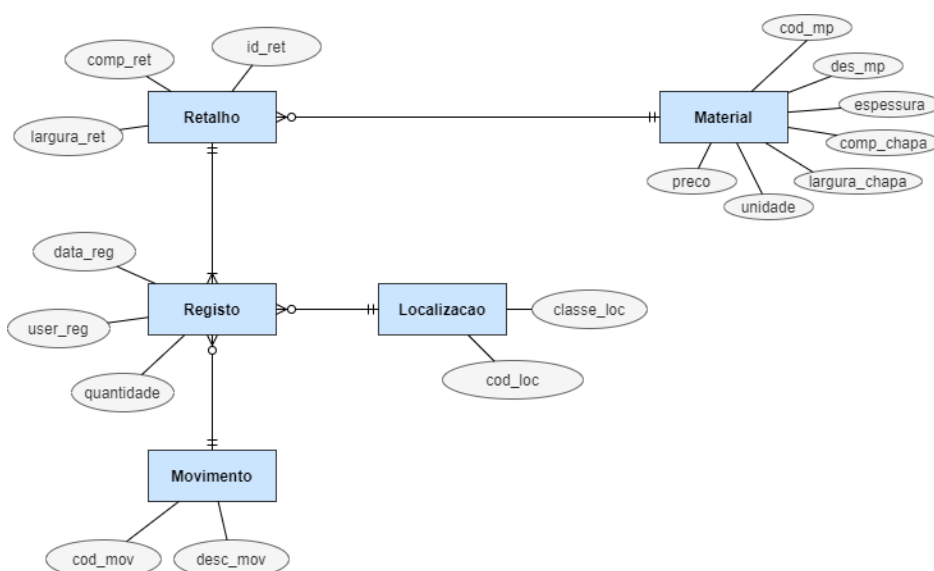 cod_mp
id_ret
comp_ret
des_mp
Retalho
Material
espessura
largura_ret
comp_chapa
preco
largura_chapa
unidade
data_reg
Registo
Localizacao
classe_loc
user_reg
cod_loc
quantidade
Movimento
cod_mov
desc_mov